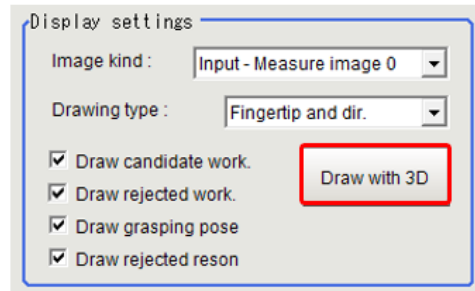 Display settings
Image kind : Input - Measure image 0
Drawing type : Fingertip and dir.
Draw candidate work.
Draw with 3D
Draw rejected work.
Draw grasping pose
Draw rejected reson